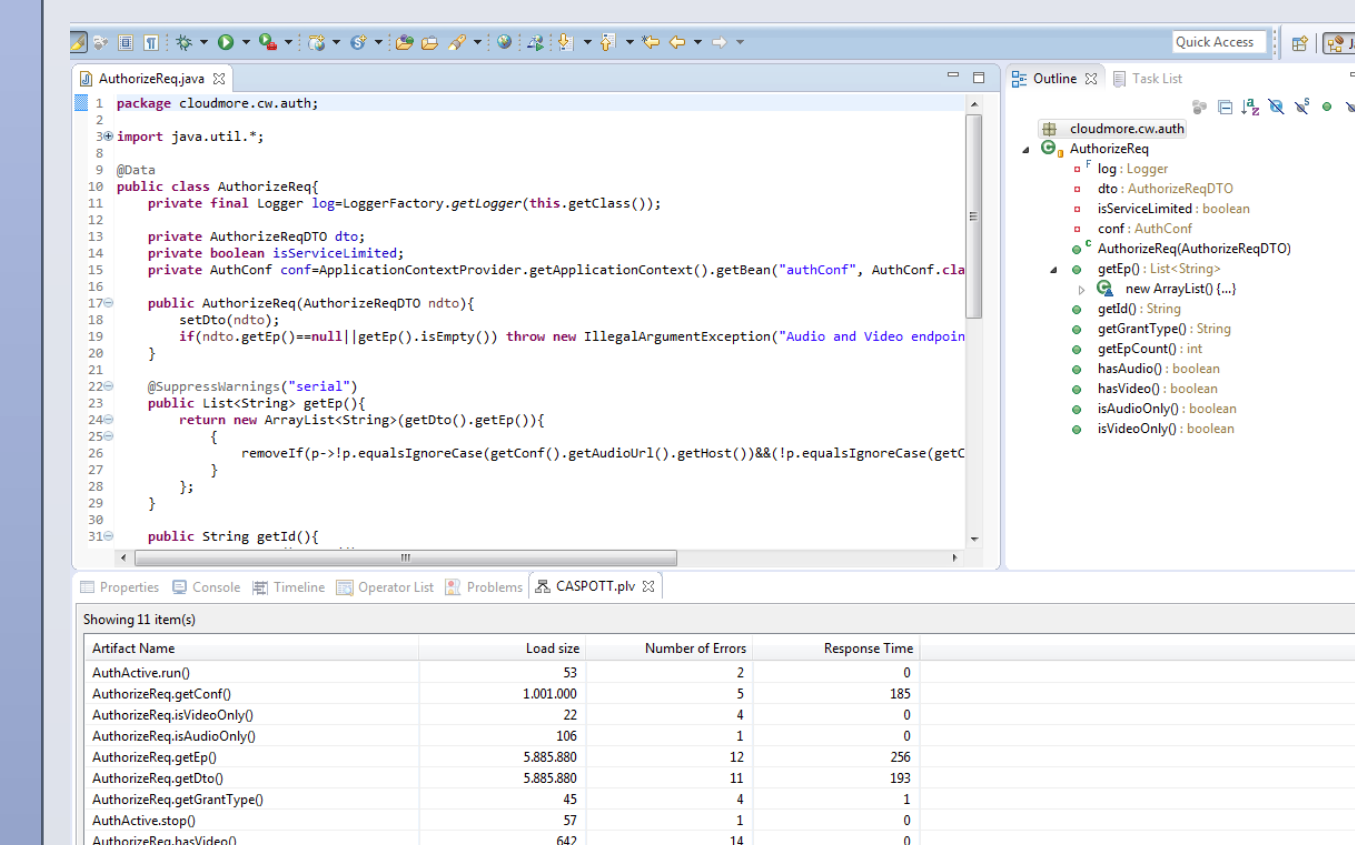 Quick Access
J
AuthorizeReq.java
1 package cloudmore.cw.auth;
2
3 import java.util.*;
8
9 @Data
10 public class AuthorizeReq{
11 private final Logger log=LoggerFactory.getLogger(this.getClass());
12
13 private AuthorizeReqDTO dto;
14 private boolean isServiceLimited;
15 private AuthConf conf=ApplicationContextProvider.getApplicationContext().getBean("authConf", AuthConf.cla
16
17 public AuthorizeReq(AuthorizeReqDTO ndto){
18 setDto(ndto);
19 if(ndto.getEp()==null||getEp().isEmpty()) throw new IllegalArgumentException("Audio and Video endpoin
20 }
21
22 @SuppressWarnings("serial")
23 public List<String> getEp(){
24 return new ArrayList<String>(getDto().getEp()){
25 {
26 removeIf(p->!p.equalsIgnoreCase(getConf().getAudioUrl().getHost())&&(!p.equalsIgnoreCase(getC
27 }
28 };
29 }
30
31 public String getId(){
Outline
Task List
cloudmore.cw.auth
AuthorizeReq
log : Logger
dto : AuthorizeReqDTO
isServiceLimited : boolean
conf : AuthConf
AuthorizeReq(AuthorizeReqDTO)
getEp() : List<String>
new ArrayList() {...}
getId() : String
getGrantType() : String
getEpCount() : int
hasAudio() : boolean
hasVideo() : boolean
isAudioOnly() : boolean
isVideoOnly() : boolean
Properties Console Timeline Operator List Problems CASPOTT.plv
Showing 11 item(s)
Artifact Name Load size Number of Errors Response Time
AuthActive.run() 53 2 0
AuthorizeReq.getConf() 1.001.000 5 185
AuthorizeReq.isVideoOnly() 22 4 0
AuthorizeReq.isAudioOnly() 106 1 0
AuthorizeReq.getEp() 5.885.880 12 256
AuthorizeReq.getDto() 5.885.880 11 193
AuthorizeReq.getGrantType() 45 4 1
AuthActive.stop() 57 1 0
AuthorizeReq.hasVideo() 642 14 0